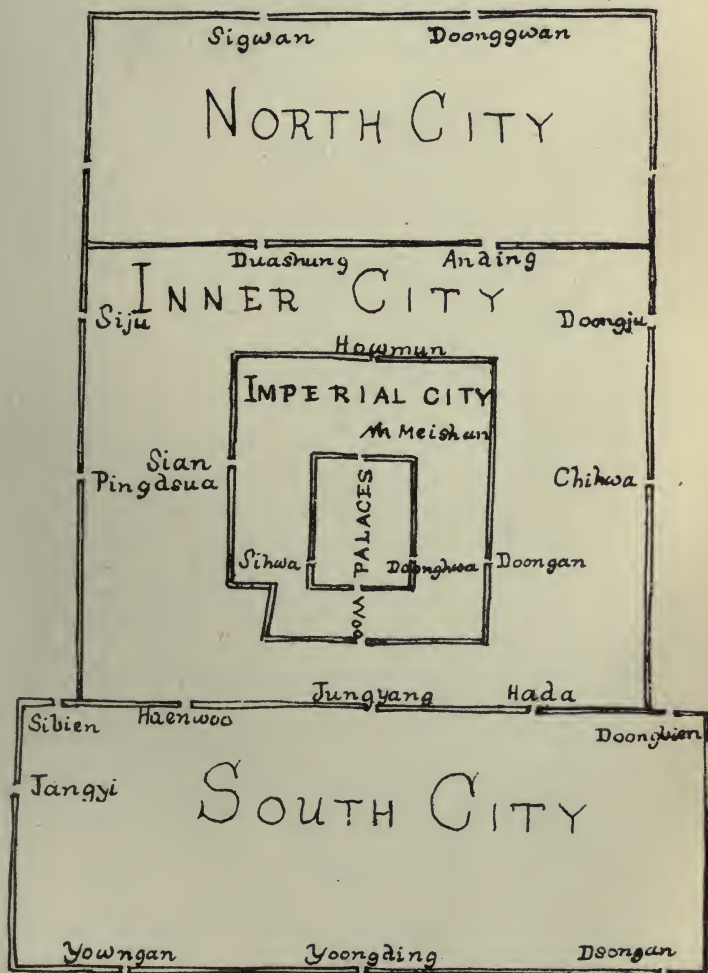 Sigwan
Doonggwan
NORTH CITY
Duashung
Anding
INNER CITY
Siju
Doongju
Howmun
IMPERIAL CITY
Meishan
Sian
Pingdsua
Chihwa
PALACES
Sihwa
Doonghwa
Doongan
Woo
Jungyang
Hada
Sibien
Haenwoo
Doongbien
Jangyi
SOUTH CITY
Yowngan
Yoongding
Dsongan